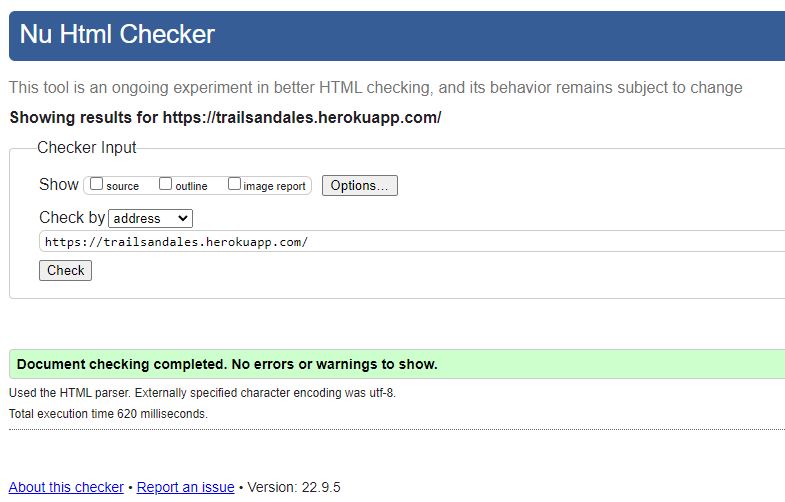 Nu Html Checker
This tool is an ongoing experiment in better HTML checking, and its behavior remains subject to change
Showing results for https://trailsandales.herokuapp.com/
Checker Input
Show source outline image report Options...
Check by address
https://trailsandales.herokuapp.com/
Check
Document checking completed. No errors or warnings to show.
Used the HTML parser. Externally specified character encoding was utf-8.
Total execution time 620 milliseconds.
About this checker • Report an issue • Version: 22.9.5